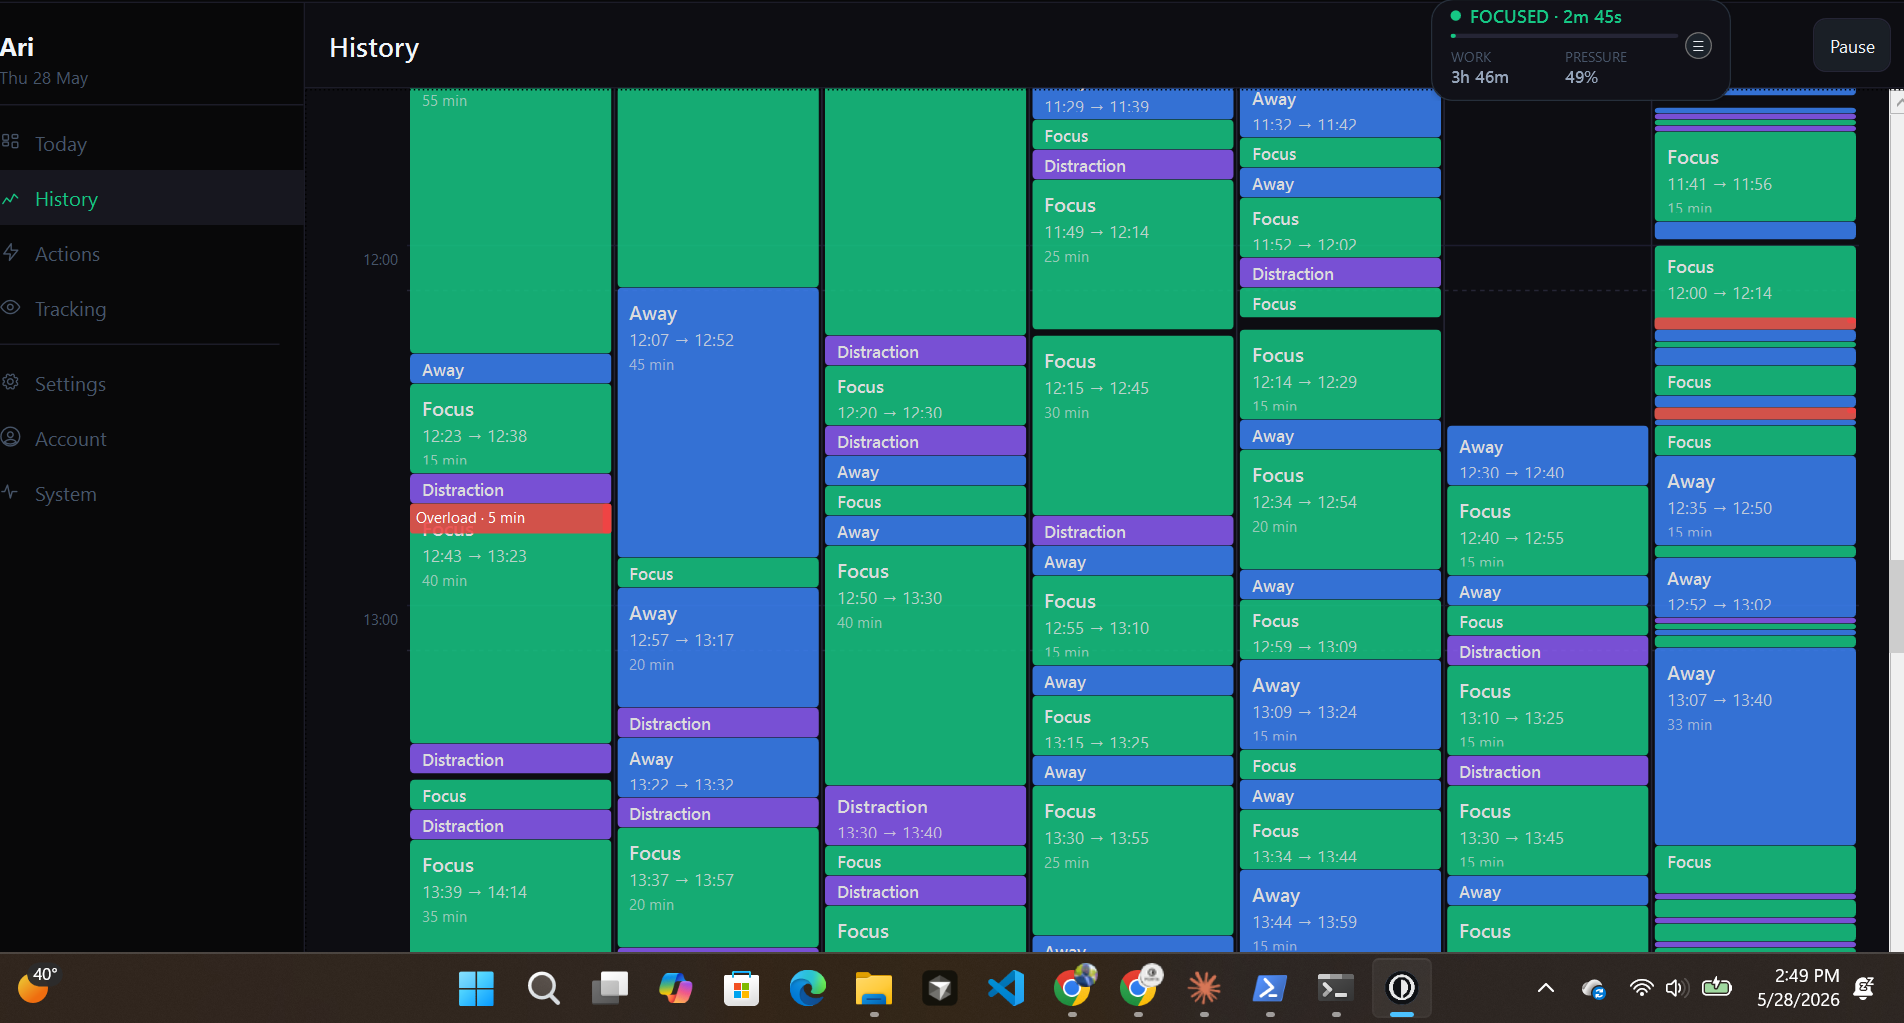 Ari
Thu 28 May
Today
History
Actions
Tracking
Settings
Account
System
History
FOCUSED · 2m 45s
WORK
3h 46m
PRESSURE
49%
Pause
12:00
13:00
55 min
Away
Focus
12:23 → 12:38
15 min
Distraction
Overload · 5 min
Focus
12:43 → 13:23
40 min
Distraction
Focus
Distraction
Focus
13:39 → 14:14
35 min
Away
12:07 → 12:52
45 min
Focus
Away
12:57 → 13:17
20 min
Distraction
Away
13:22 → 13:32
Distraction
Focus
13:37 → 13:57
20 min
Distraction
Focus
12:20 → 12:30
Distraction
Away
Focus
Away
Focus
12:50 → 13:30
40 min
Distraction
13:30 → 13:40
Focus
Distraction
Focus
11:29 → 11:39
Focus
Distraction
Focus
11:49 → 12:14
25 min
Focus
12:15 → 12:45
30 min
Distraction
Away
Focus
12:55 → 13:10
15 min
Away
Focus
13:15 → 13:25
Away
Focus
13:30 → 13:55
25 min
Away
Away
11:32 → 11:42
Focus
Away
Focus
11:52 → 12:02
Distraction
Focus
Focus
12:14 → 12:29
15 min
Away
Focus
12:34 → 12:54
20 min
Away
Focus
12:59 → 13:09
Away
13:09 → 13:24
15 min
Focus
Away
Focus
13:34 → 13:44
Away
13:44 → 13:59
15 min
Away
12:30 → 12:40
Focus
12:40 → 12:55
15 min
Away
Focus
Distraction
Focus
13:10 → 13:25
15 min
Distraction
Focus
13:30 → 13:45
15 min
Away
Focus
Focus
11:41 → 11:56
15 min
Focus
12:00 → 12:14
Focus
Focus
Away
12:35 → 12:50
15 min
Away
12:52 → 13:02
Away
13:07 → 13:40
33 min
Focus
40°
2:49 PM
5/28/2026